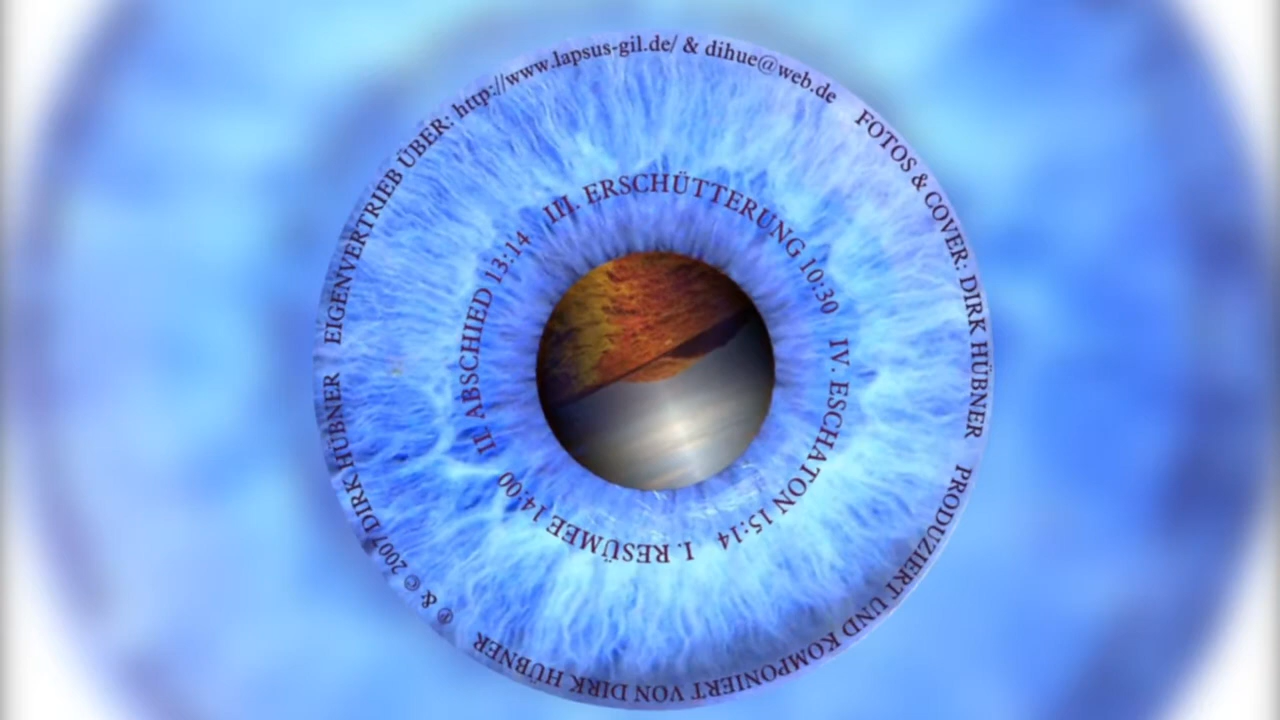 EIGENVERTRIEB ÜBER: http://www.lapsus-gil.de/ & dihue@web.de
FOTOS & COVER: DIRK HÜBNER
PRODUZIERT UND KOMPONIERT VON DIRK HÜBNER
℗ & © 2007 DIRK HÜBNER
I. RESÜMEE 14:00
II. ABSCHIED 13:14
III. ERSCHÜTTERUNG 10:30
IV. ESCHATON 15:14